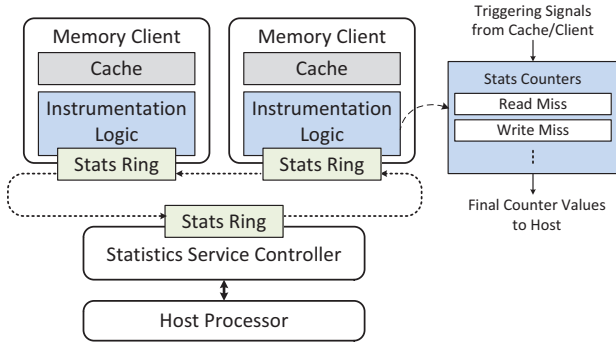 Memory Client
Cache
Instrumentation
Logic
Stats Ring
Memory Client
Cache
Instrumentation
Logic
Stats Ring
Stats Ring
Statistics Service Controller
Host Processor
Triggering Signals
from Cache/Client
Stats Counters
Read Miss
Write Miss
Final Counter Values
to Host